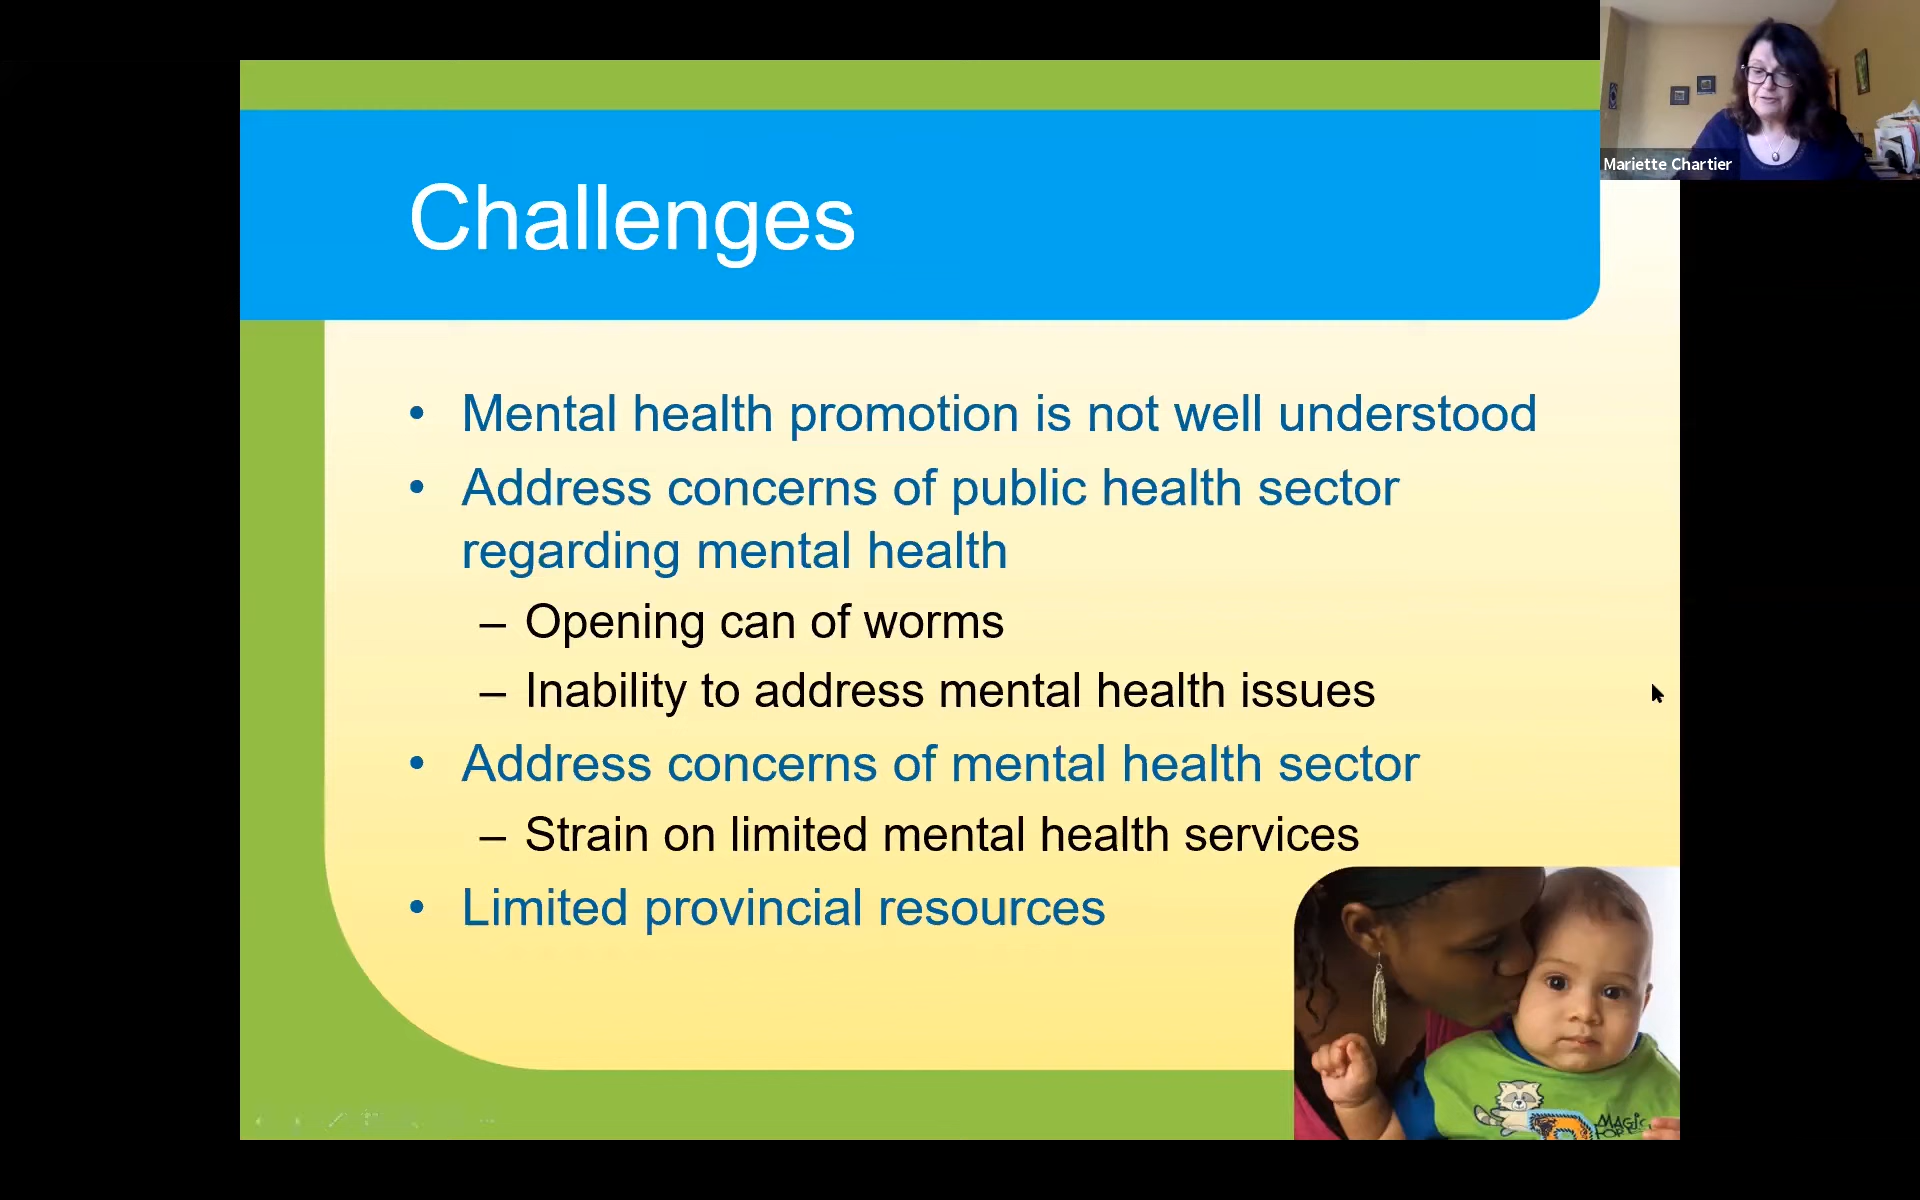 Mariette Chartier
Challenges
• Mental health promotion is not well understood
• Address concerns of public health sector
regarding mental health
– Opening can of worms
– Inability to address mental health issues
• Address concerns of mental health sector
– Strain on limited mental health services
• Limited provincial resources
MAGIC